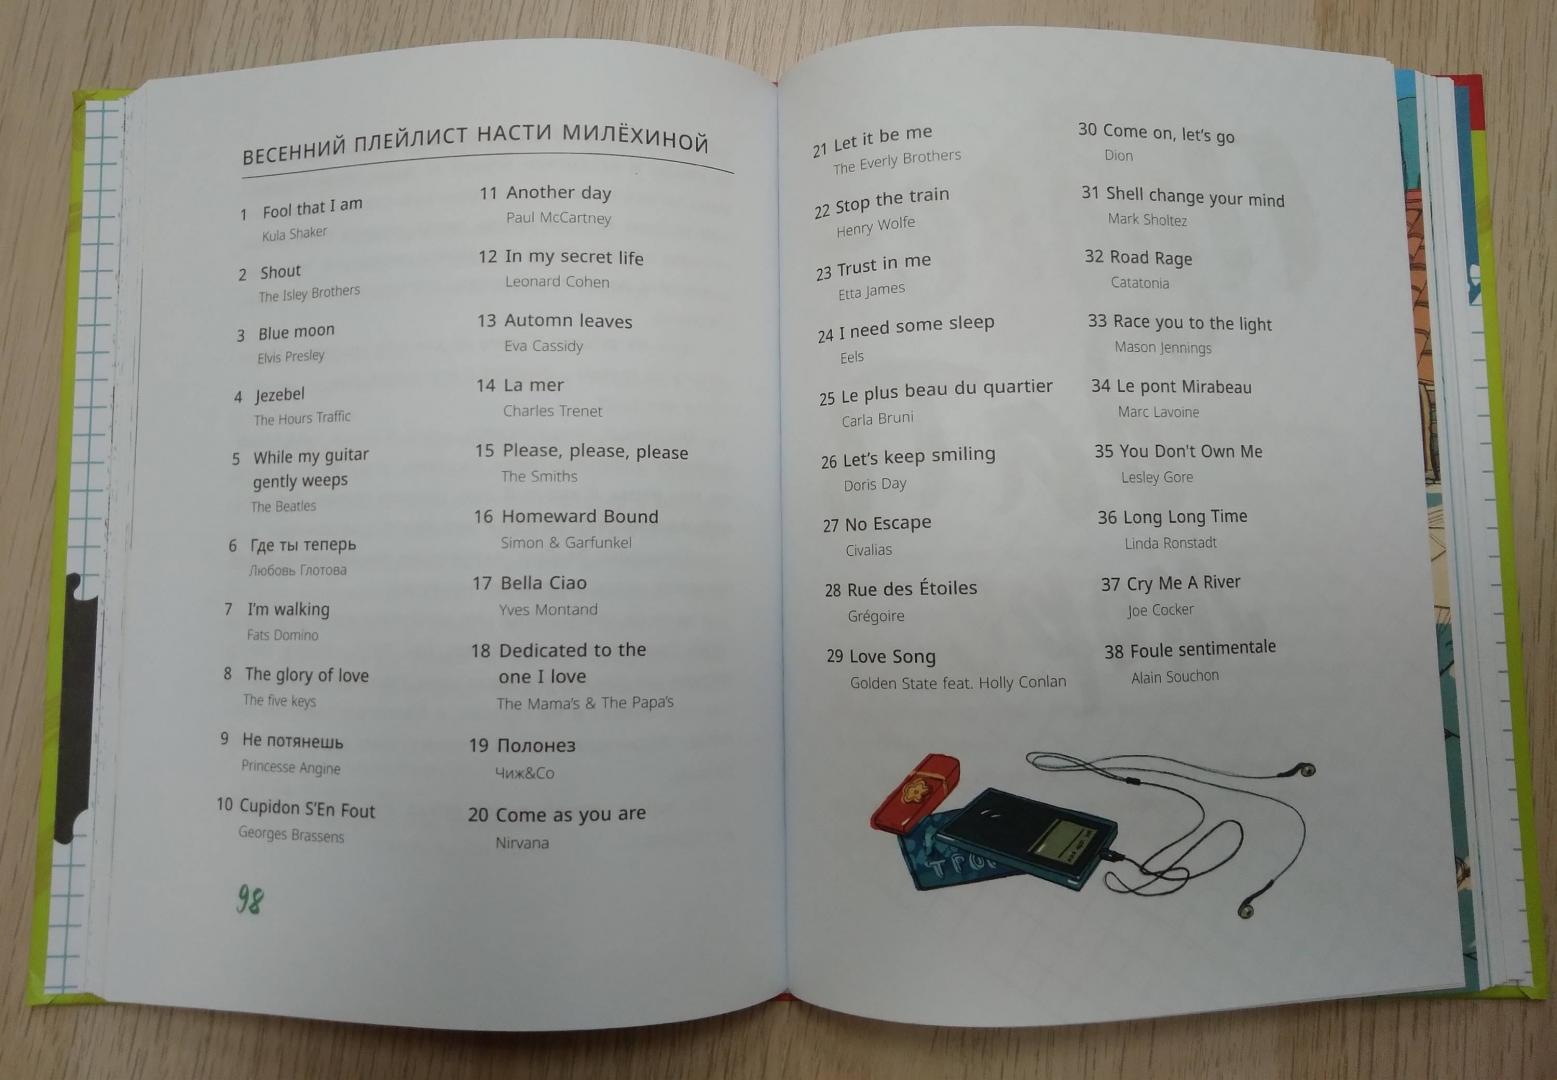 ВЕСЕННИЙ ПЛЕЙЛИСТ НАСТИ МИЛЁХИНОЙ
1 Fool that I am
Kula Shaker
2 Shout
The Isley Brothers
3 Blue moon
Elvis Presley
4 Jezebel
The Hours Traffic
5 While my guitar
gently weeps
The Beatles
6 Где ты теперь
Любовь Глотова
7 I'm walking
Fats Domino
8 The glory of love
The five keys
9 Не потянешь
Princesse Angine
10 Cupidon S'En Fout
Georges Brassens
11 Another day
Paul McCartney
12 In my secret life
Leonard Cohen
13 Automn leaves
Eva Cassidy
14 La mer
Charles Trenet
15 Please, please, please
The Smiths
16 Homeward Bound
Simon & Garfunkel
17 Bella Ciao
Yves Montand
18 Dedicated to the
one I love
The Mama's & The Papa's
19 Полонез
Чиж&Co
20 Come as you are
Nirvana
98
21 Let it be me
The Everly Brothers
22 Stop the train
Henry Wolfe
23 Trust in me
Etta James
24 I need some sleep
Eels
25 Le plus beau du quartier
Carla Bruni
26 Let's keep smiling
Doris Day
27 No Escape
Civalias
28 Rue des Étoiles
Grégoire
29 Love Song
Golden State feat. Holly Conlan
30 Come on, let's go
Dion
31 Shell change your mind
Mark Sholtez
32 Road Rage
Catatonia
33 Race you to the light
Mason Jennings
34 Le pont Mirabeau
Marc Lavoine
35 You Don't Own Me
Lesley Gore
36 Long Long Time
Linda Ronstadt
37 Cry Me A River
Joe Cocker
38 Foule sentimentale
Alain Souchon